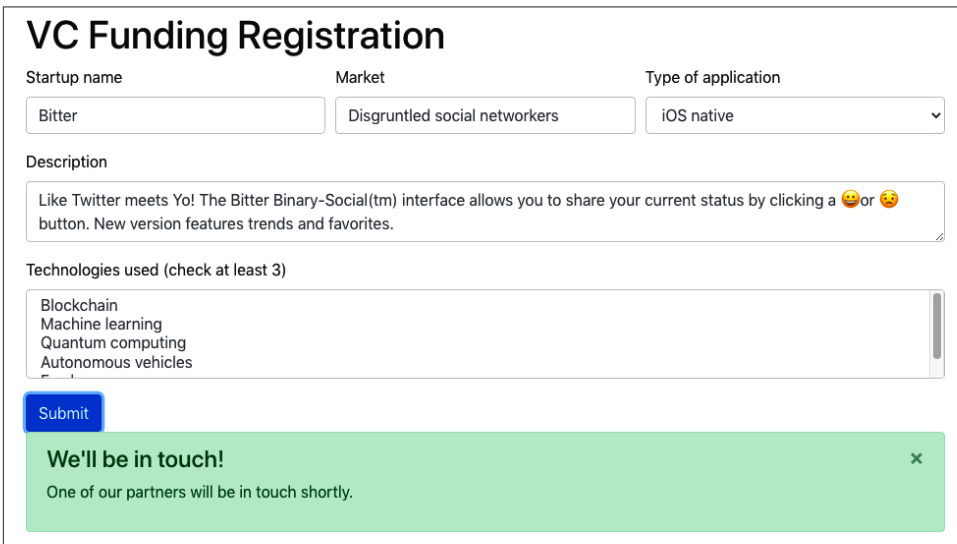 VC Funding Registration
Startup name
Market
Type of application
Bitter
Disgruntled social networkers
iOS native
Description
Like Twitter meets Yo! The Bitter Binary-Social(tm) interface allows you to share your current status by clicking a 😀or 😟
button. New version features trends and favorites.
Technologies used (check at least 3)
Blockchain
Machine learning
Quantum computing
Autonomous vehicles
Submit
We'll be in touch!
×
One of our partners will be in touch shortly.